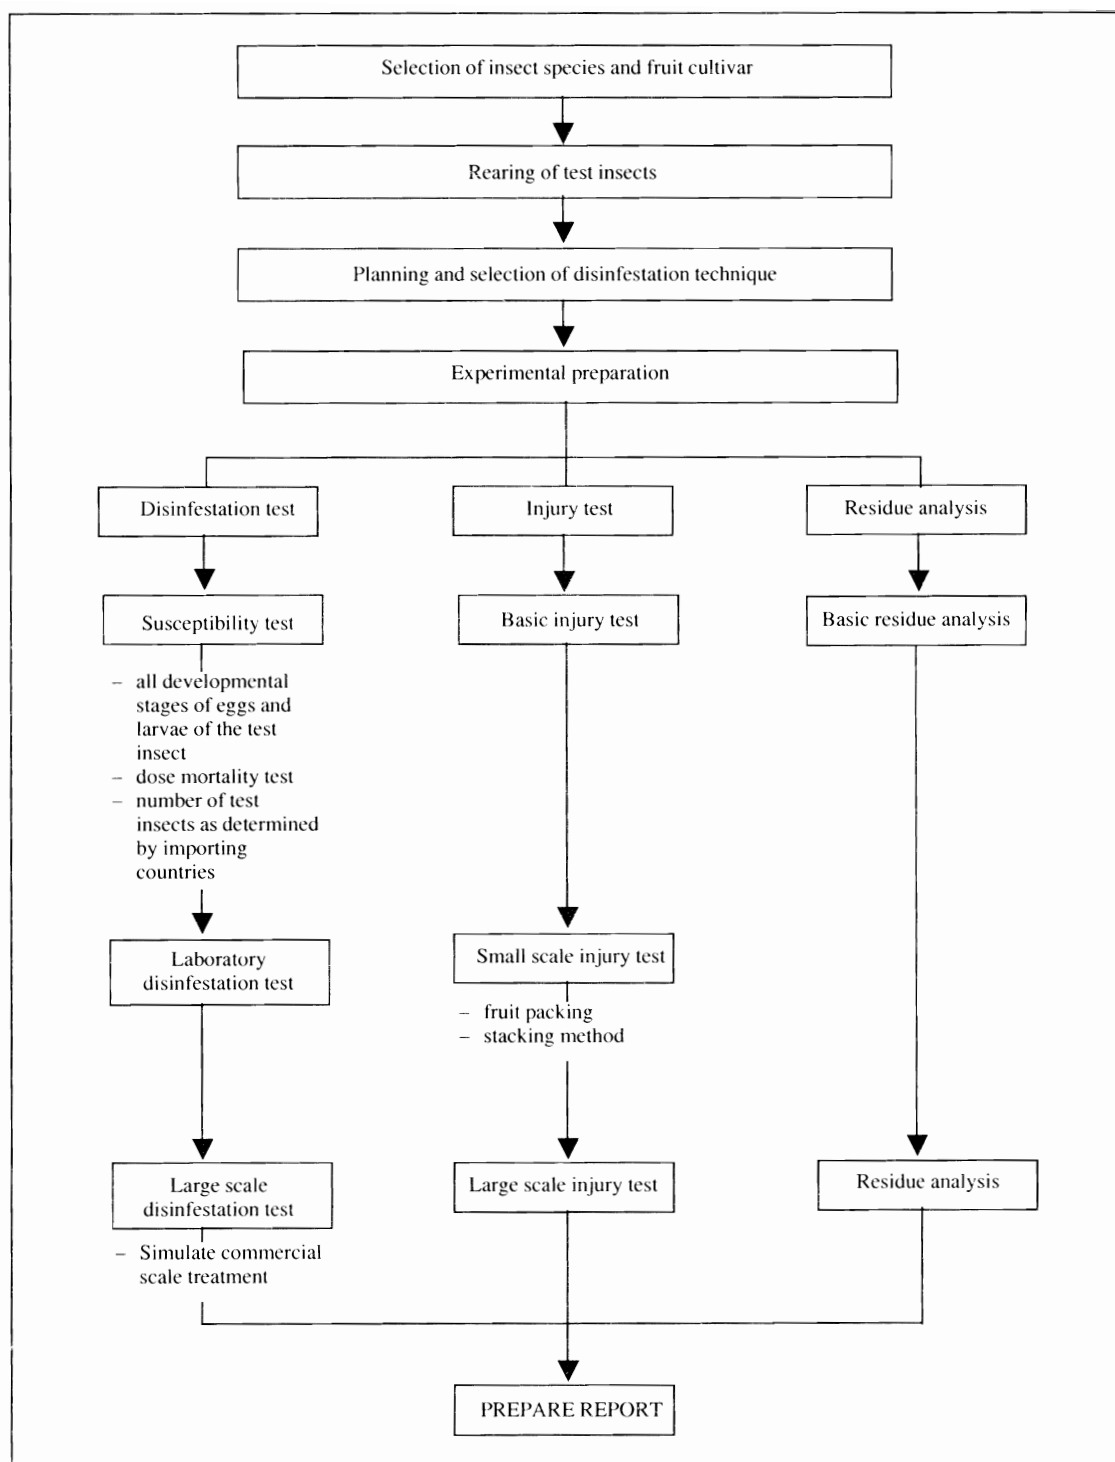 Selection of insect species and fruit cultivar
Rearing of test insects
Planning and selection of disinfestation technique
Experimental preparation
Disinfestation test
Injury test
Residue analysis
Susceptibility test
Basic injury test
Basic residue analysis
– all developmental
stages of eggs and
larvae of the test
insect
– dose mortality test
– number of test
insects as determined
by importing
countries
Laboratory
disinfestation test
Small scale injury test
– fruit packing
– stacking method
Large scale
disinfestation test
Large scale injury test
Residue analysis
– Simulate commercial
scale treatment
PREPARE REPORT